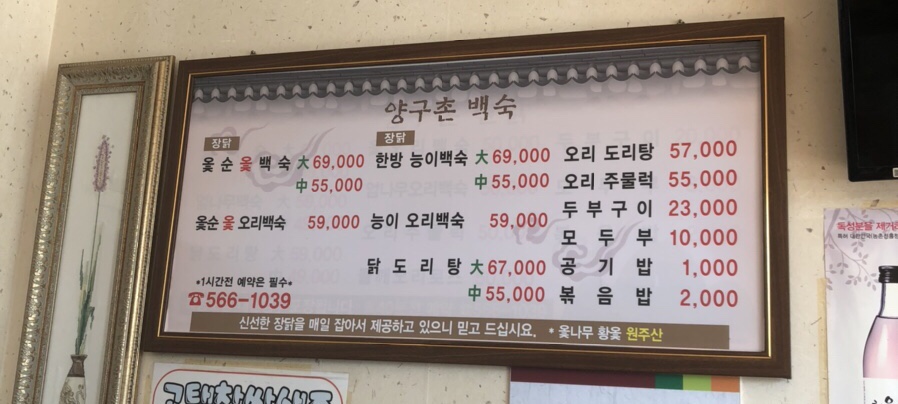 양구촌 백숙
장닭
옻순 옻 백숙 大 69,000
中 55,000
옻순 옻 오리백숙 59,000
*1시간전 예약은 필수*
☎566-1039
장닭
한방 능이백숙 大 69,000
中 55,000
능이 오리백숙 59,000
닭도리탕 大 67,000
中 55,000
오리 도리탕 57,000
오리 주물럭 55,000
두부구이 23,000
모두부 10,000
공기밥 1,000
볶음밥 2,000
신선한 장닭을 매일 잡아서 제공하고 있으니 믿고 드십시요. * 옻나무 황옻 원주산